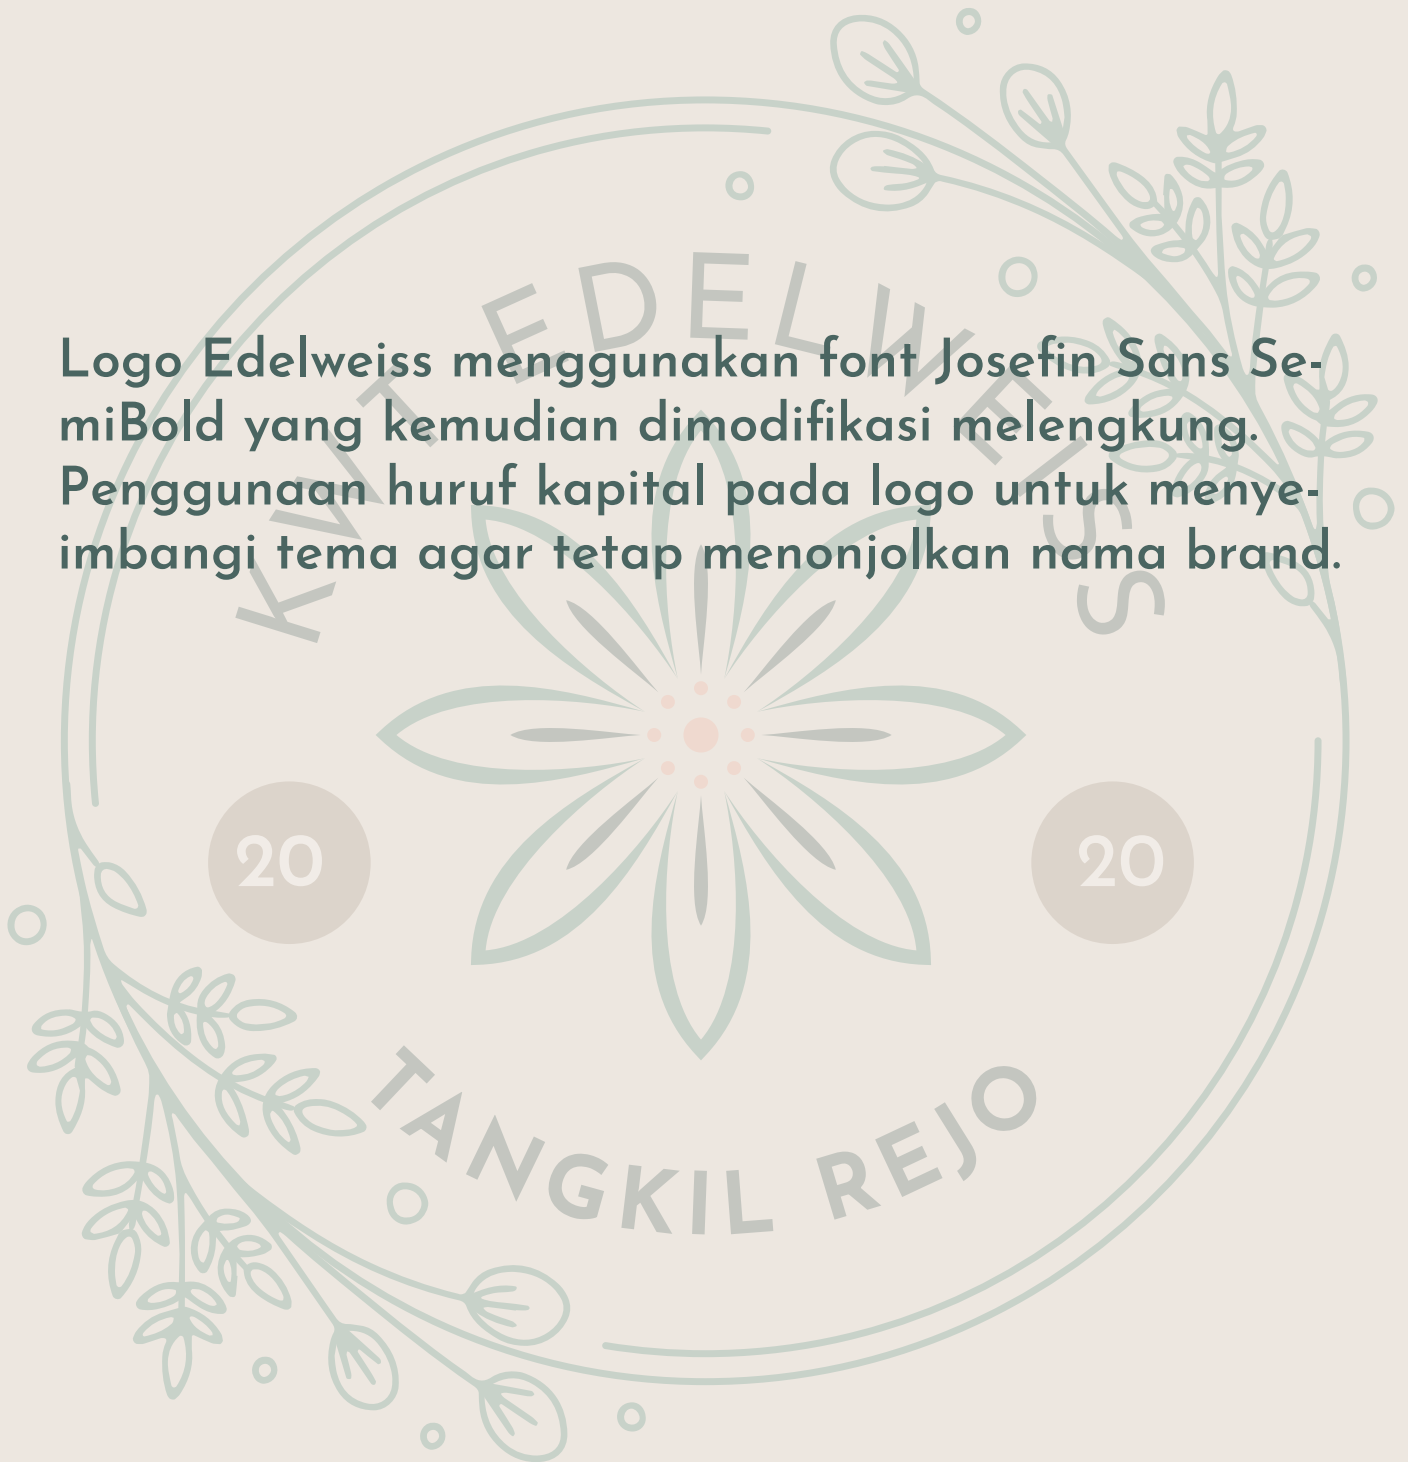 KWT EDELWEISS
Logo Edelweiss menggunakan font Josefin Sans Se-
miBold yang kemudian dimodifikasi melengkung.
Penggunaan huruf kapital pada logo untuk menye-
imbangi tema agar tetap menonjolkan nama brand.
20 20
TANGKIL REJO